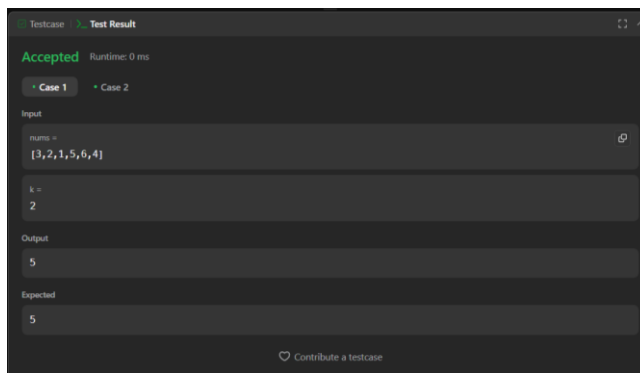 Testcase >_ Test Result
Accepted Runtime: 0 ms
• Case 1 • Case 2
Input
nums =
[3,2,1,5,6,4]
k =
2
Output
5
Expected
5
Contribute a testcase